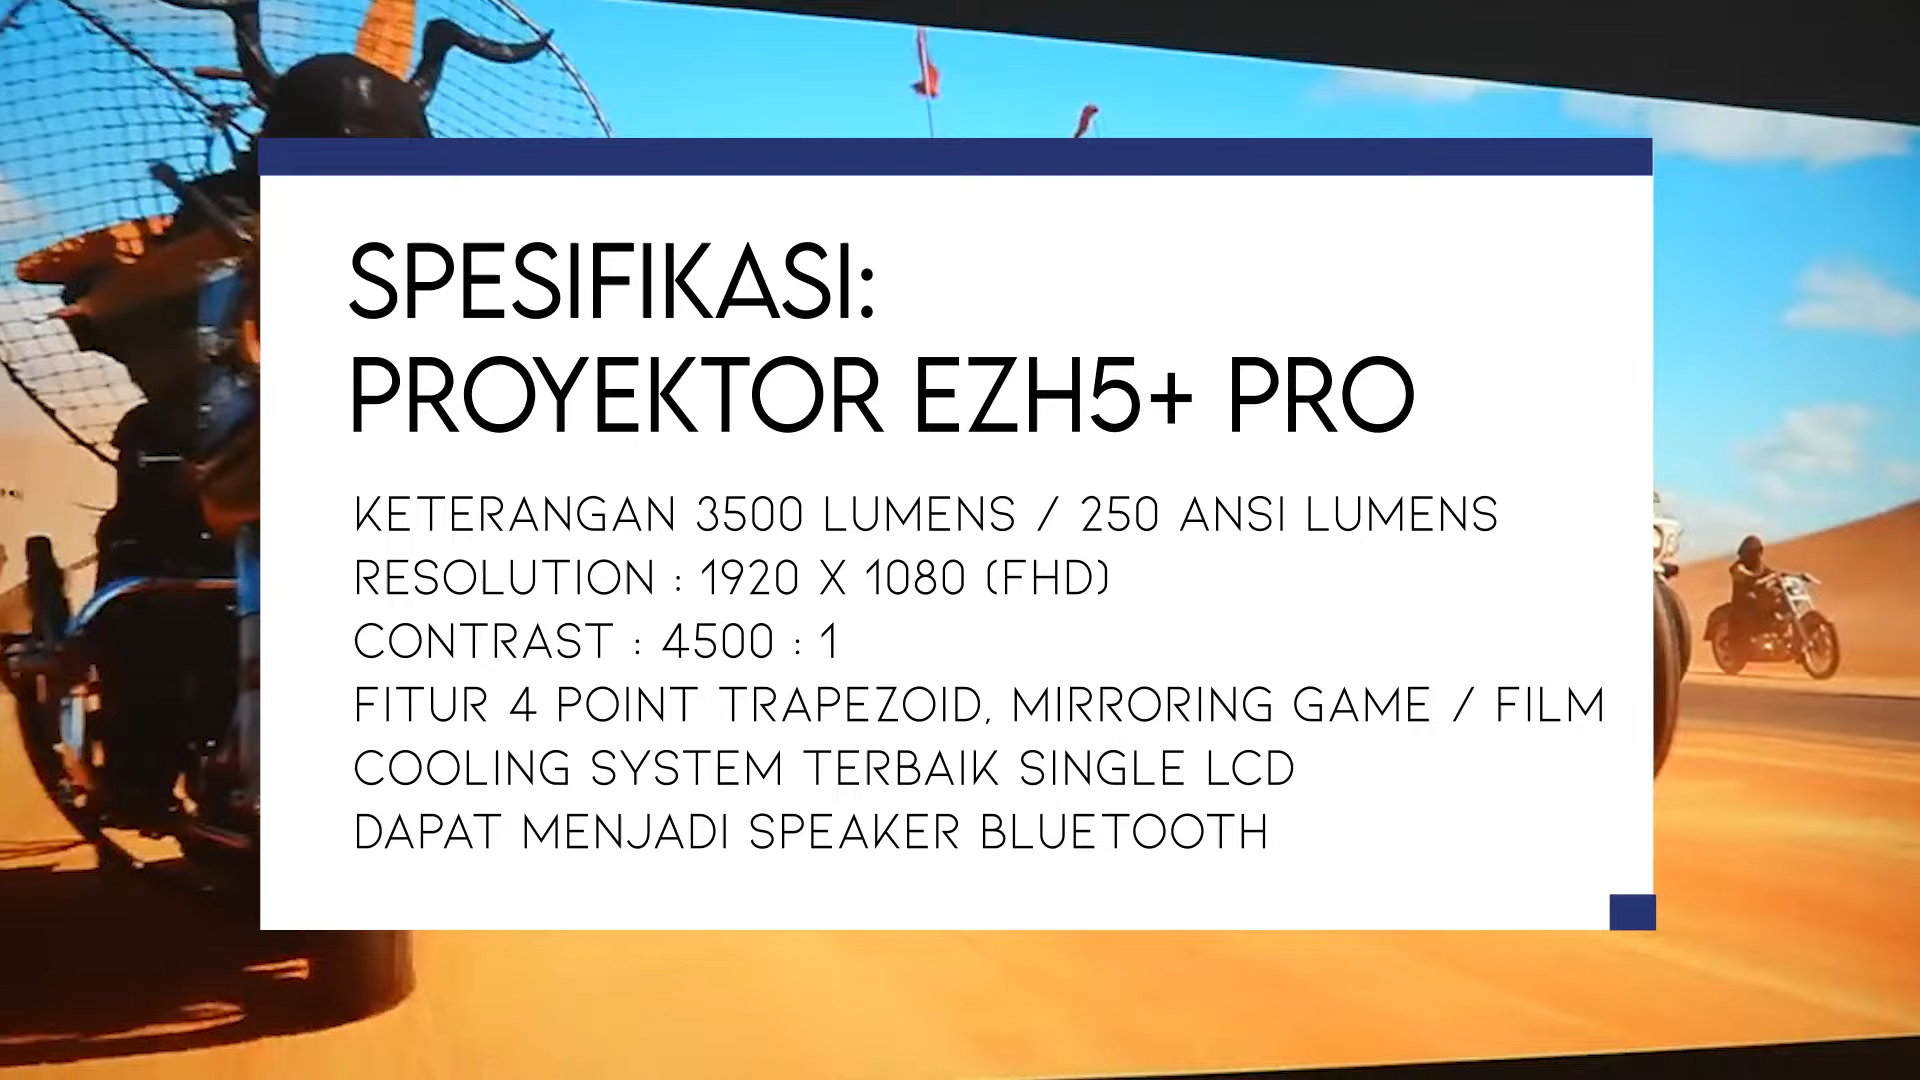 SPESIFIKASI:
PROYEKTOR EZH5+ PRO
KETERANGAN 3500 LUMENS / 250 ANSI LUMENS
RESOLUTION : 1920 X 1080 (FHD)
CONTRAST : 4500 : 1
FITUR 4 POINT TRAPEZOID, MIRRORING GAME / FILM
COOLING SYSTEM TERBAIK SINGLE LCD
DAPAT MENJADI SPEAKER BLUETOOTH